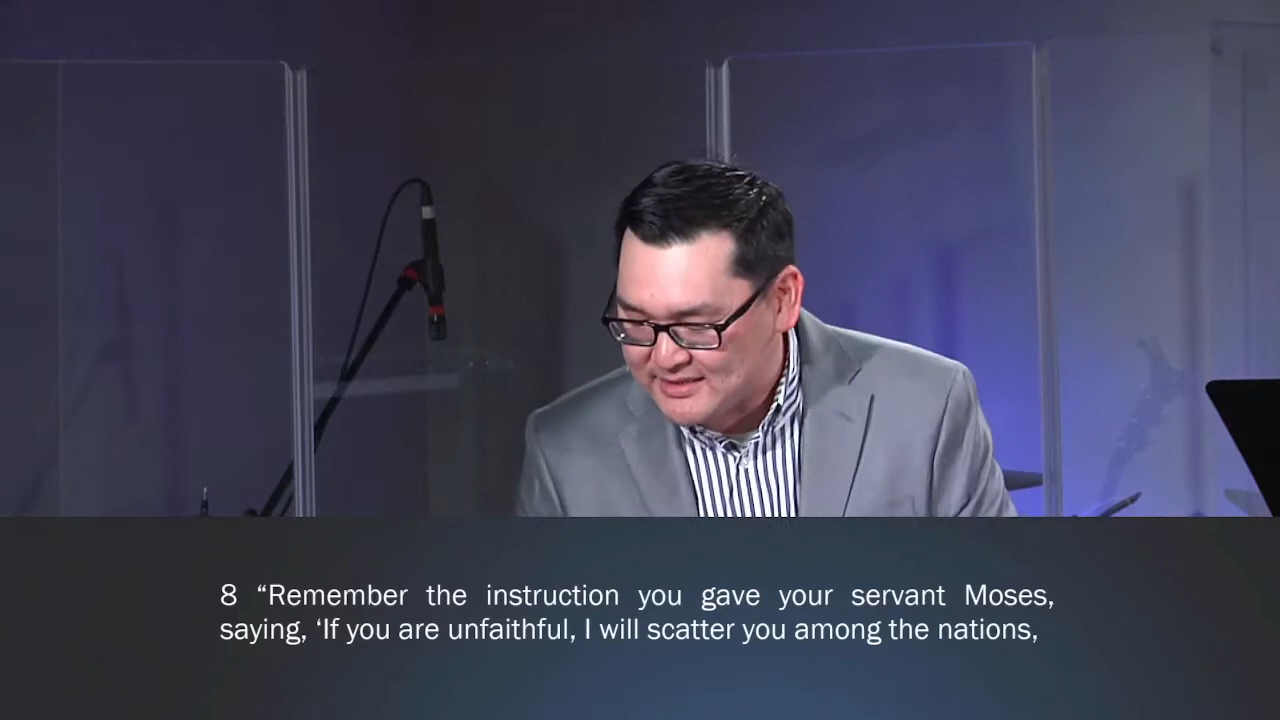 8 “Remember the instruction you gave your servant Moses,
saying, ‘If you are unfaithful, I will scatter you among the nations,